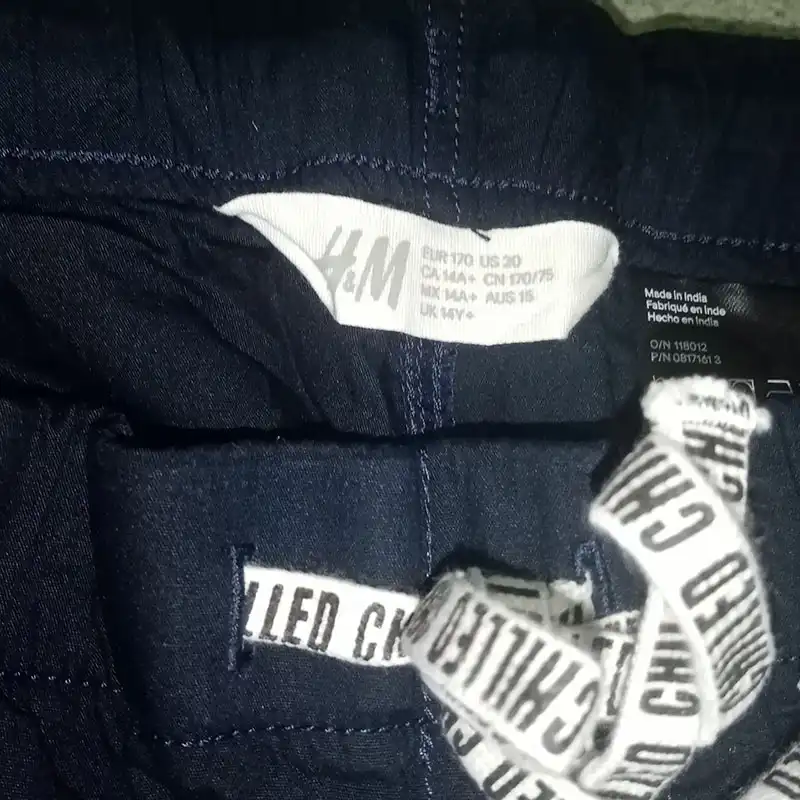 H&M
EUR 170 US 20
CA 14A+ CN 170/75
MX 14A+ AUS 15
UK 14Y+
Made in India
Fabriqué en Inde
Hecho en India
O/N 118012
P/N 0817161 3
LLED CH
CHILLED
CHILLED
CHILLED
CHI